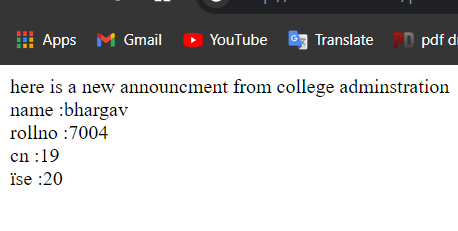 Apps Gmail YouTube Translate pdf
here is a new announcment from college adminstration
name :bhargav
rollno :7004
cn :19
ïse :20